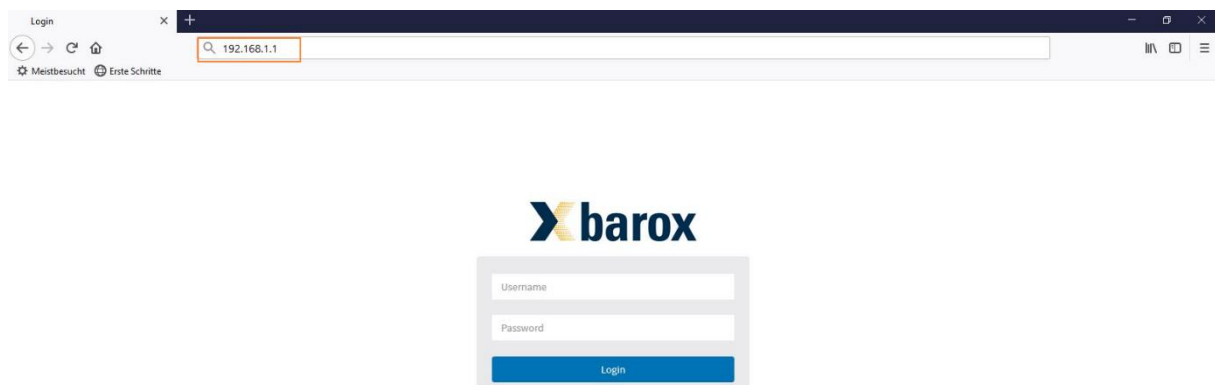 Login
192.168.1.1
Meistbesucht Erste Schritte
barox
Username
Password
Login